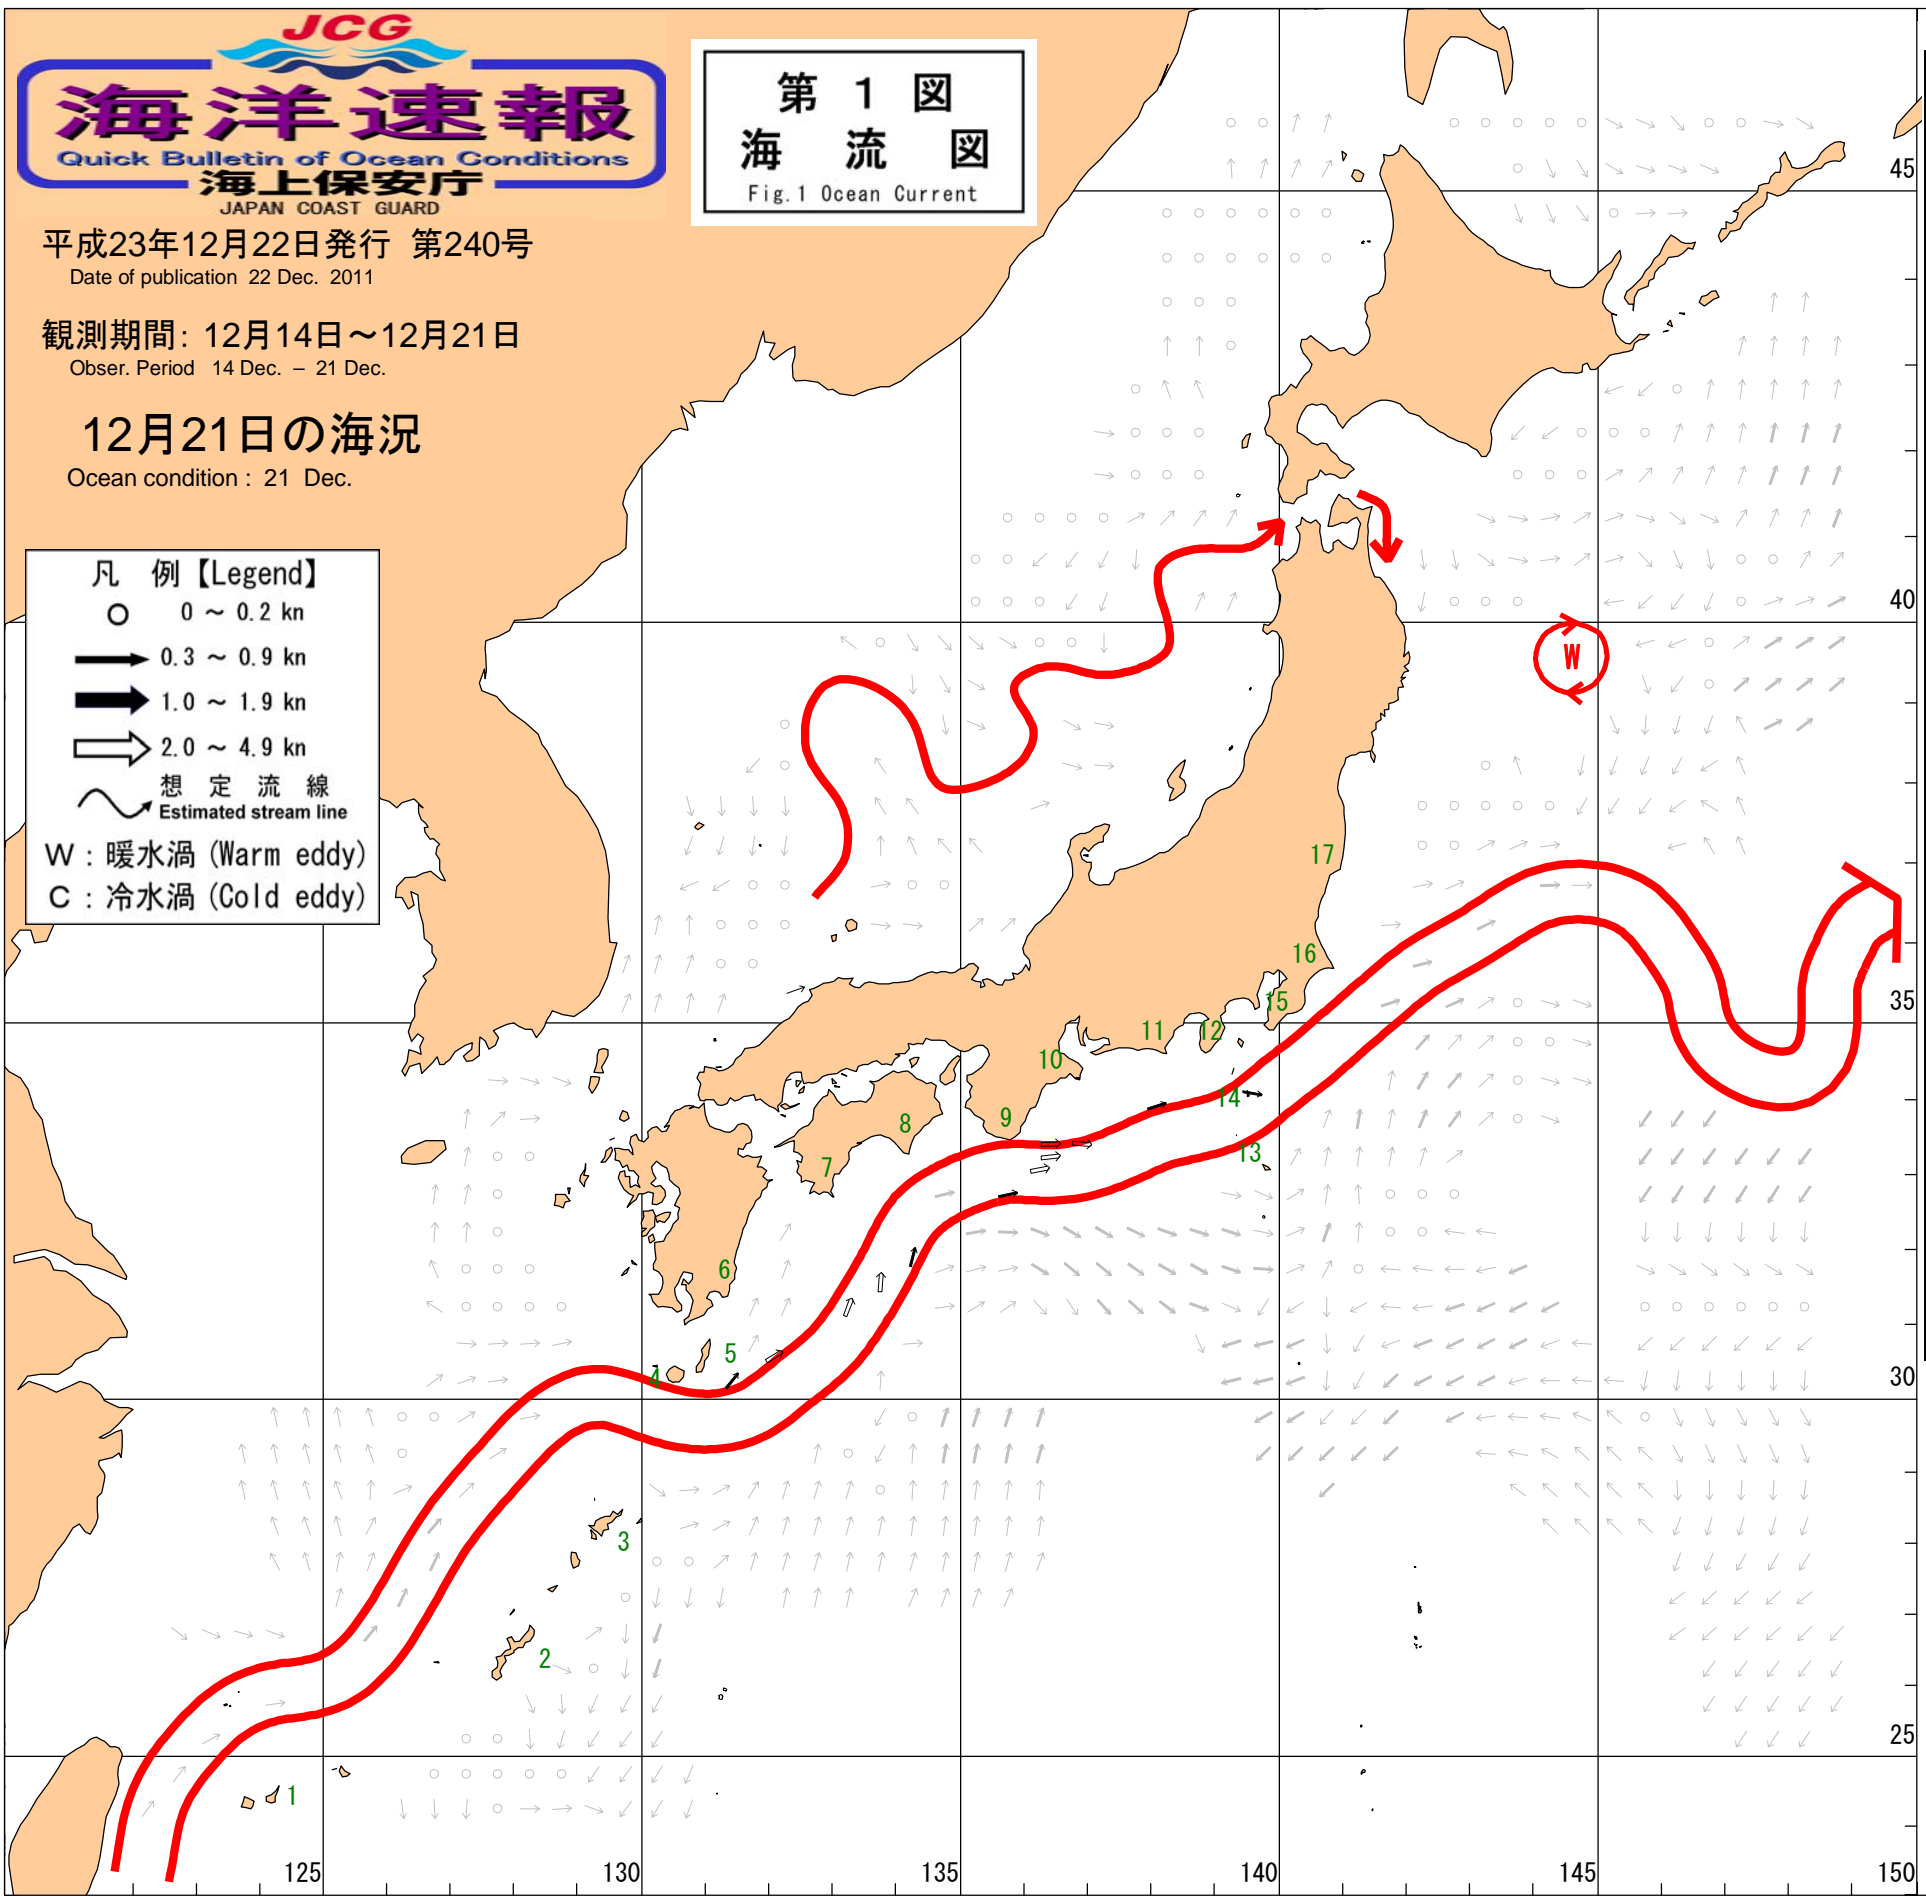 JCG
海洋速報
Quick Bulletin of Ocean Conditions
海上保安庁
JAPAN COAST GUARD
第 1 図
海 流 図
Fig.1 Ocean Current
平成23年12月22日発行 第240号
Date of publication 22 Dec. 2011
観測期間: 12月14日～12月21日
Obser. Period 14 Dec. – 21 Dec.
12月21日の海況
Ocean condition : 21 Dec.
凡 例【Legend】
0 ～ 0.2 kn
0.3 ～ 0.9 kn
1.0 ～ 1.9 kn
2.0 ～ 4.9 kn
想 定 流 線
Estimated stream line
W : 暖水渦 (Warm eddy)
C : 冷水渦 (Cold eddy)
45
40
W
17
16
35
15
12
11
10
14
9
8
13
7
6
5
4
30
3
2
25
1
125
130
135
140
145
150